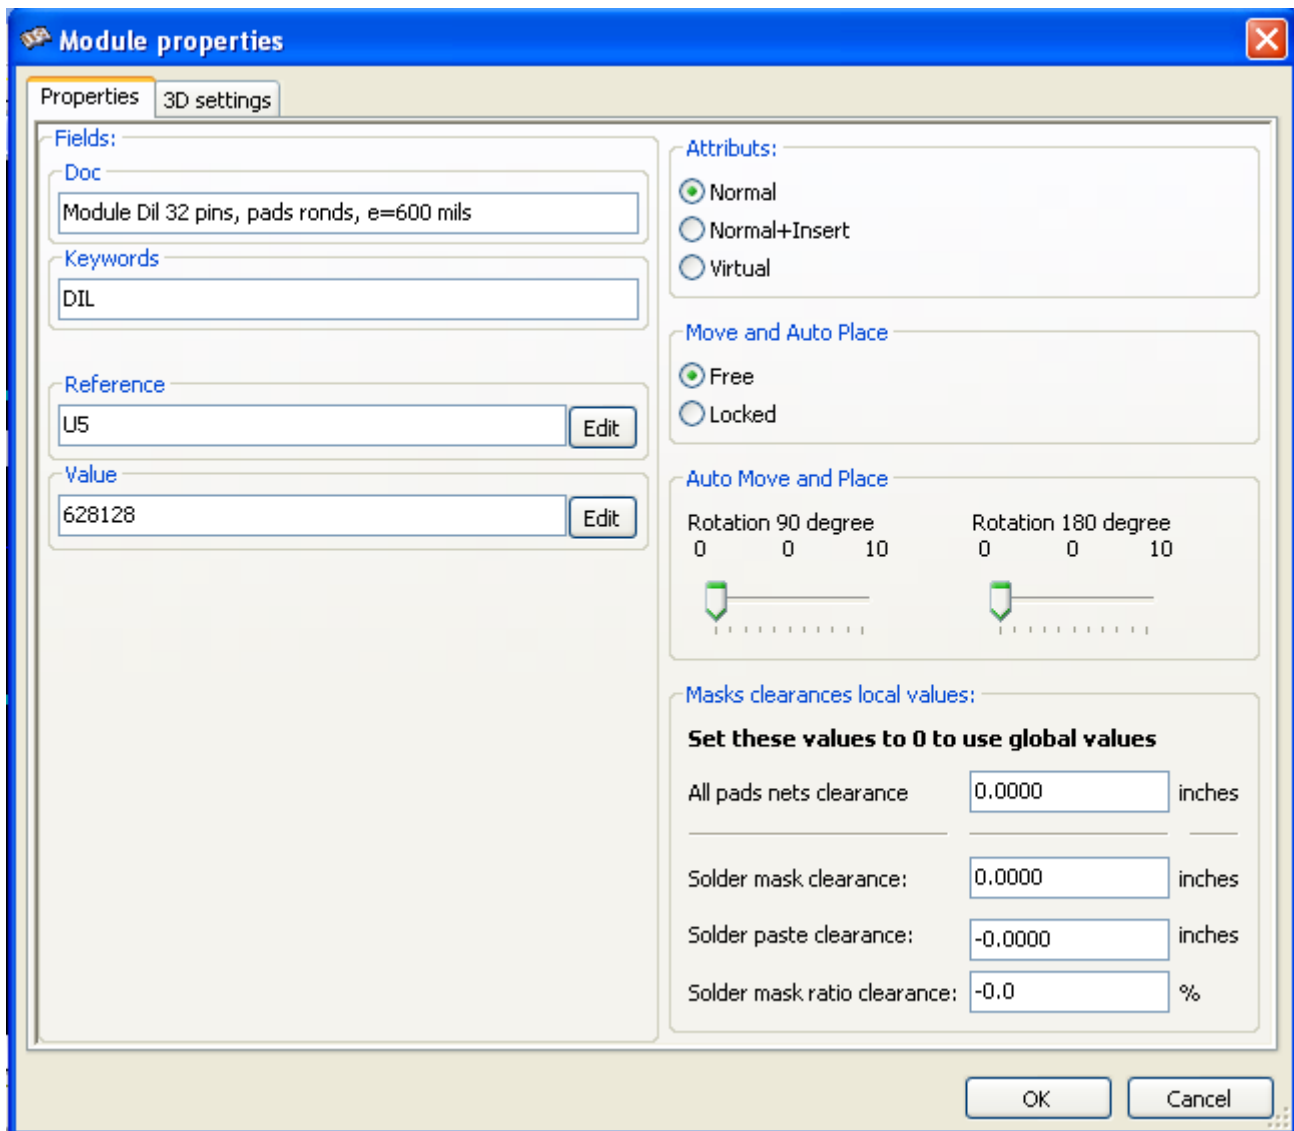 Module properties
Properties
3D settings
Fields:
Doc
Module Dil 32 pins, pads ronds, e=600 mils
Keywords
DIL
Reference
U5
Edit
Value
628128
Edit
Attributs:
Normal
Normal+Insert
Virtual
Move and Auto Place
Free
Locked
Auto Move and Place
Rotation 90 degree
0 0 10
Rotation 180 degree
0 0 10
Masks clearances local values:
Set these values to 0 to use global values
All pads nets clearance 0.0000 inches
Solder mask clearance: 0.0000 inches
Solder paste clearance: -0.0000 inches
Solder mask ratio clearance: -0.0 %
OK
Cancel